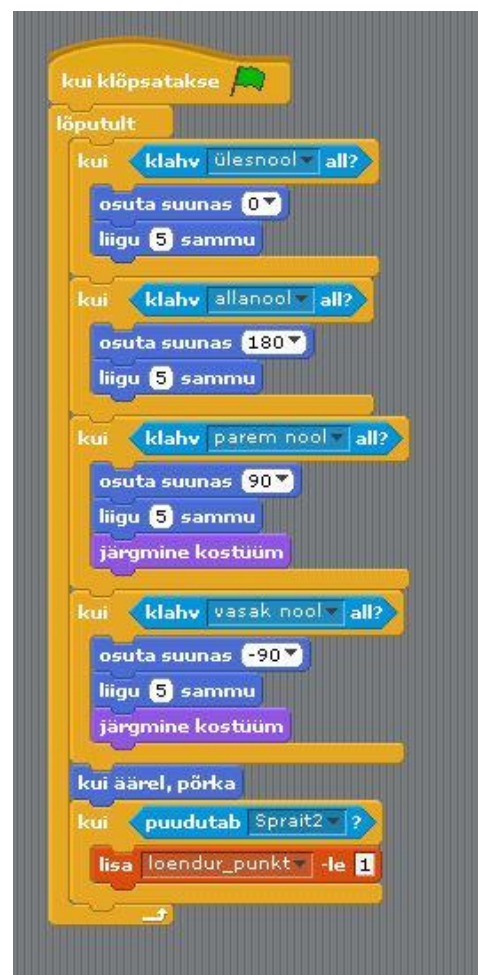 kui klõpsatakse
lõputult
kui klahv ülesnool all?
osuta suunas 0
liigu 5 sammu
kui klahv allanool all?
osuta suunas 180
liigu 5 sammu
kui klahv parem nool all?
osuta suunas 90
liigu 5 sammu
järgmine kostüüm
kui klahv vasak nool all?
osuta suunas -90
liigu 5 sammu
järgmine kostüüm
kui äärel, põrka
kui puudutab Sprait2 ?
lisa loendur_punkt -le 1